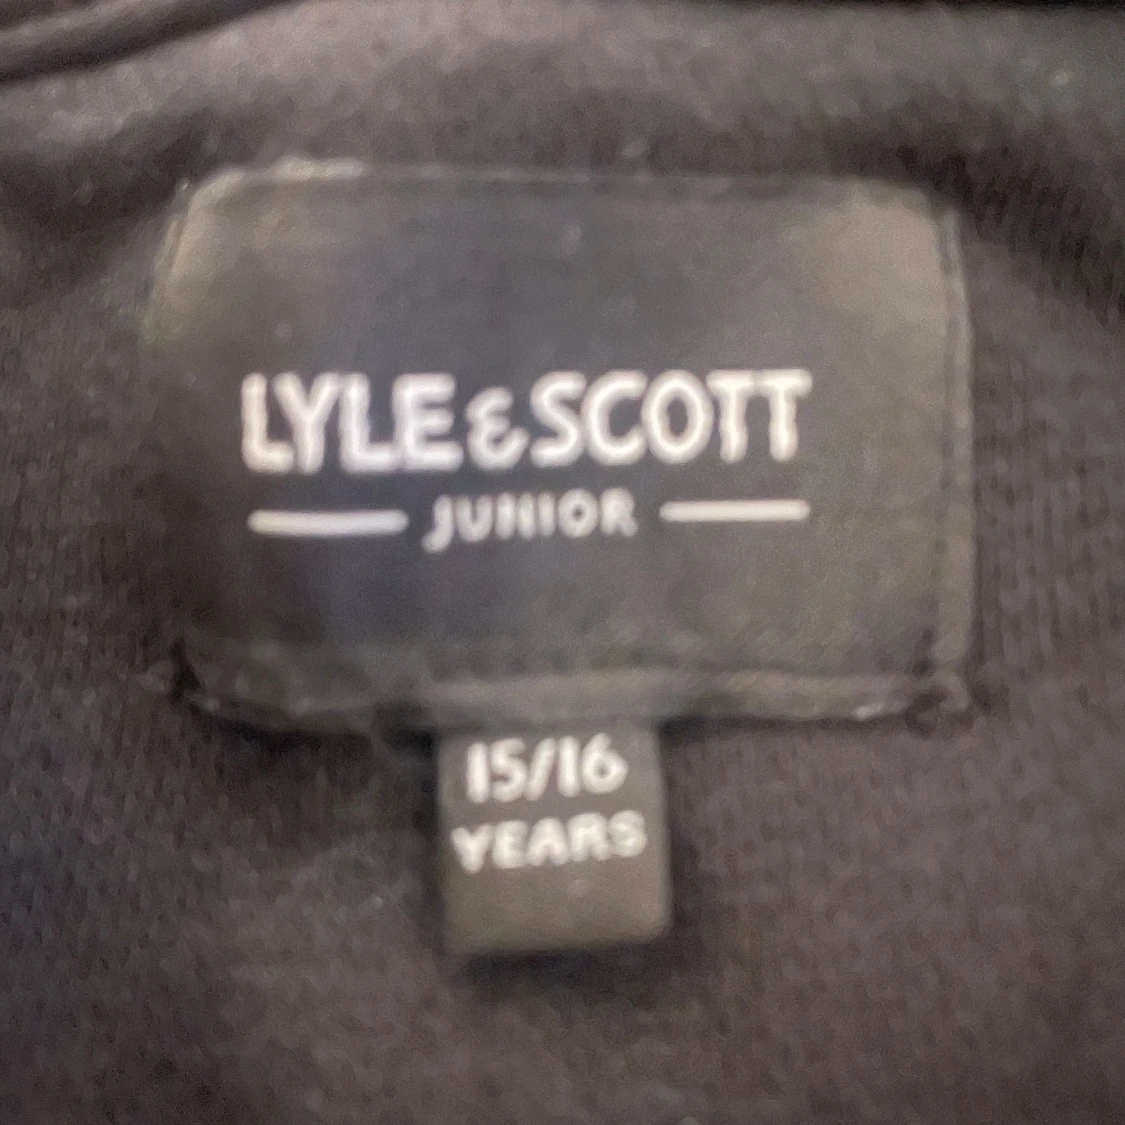 LYLE & SCOTT
JUNIOR
15/16
YEARS